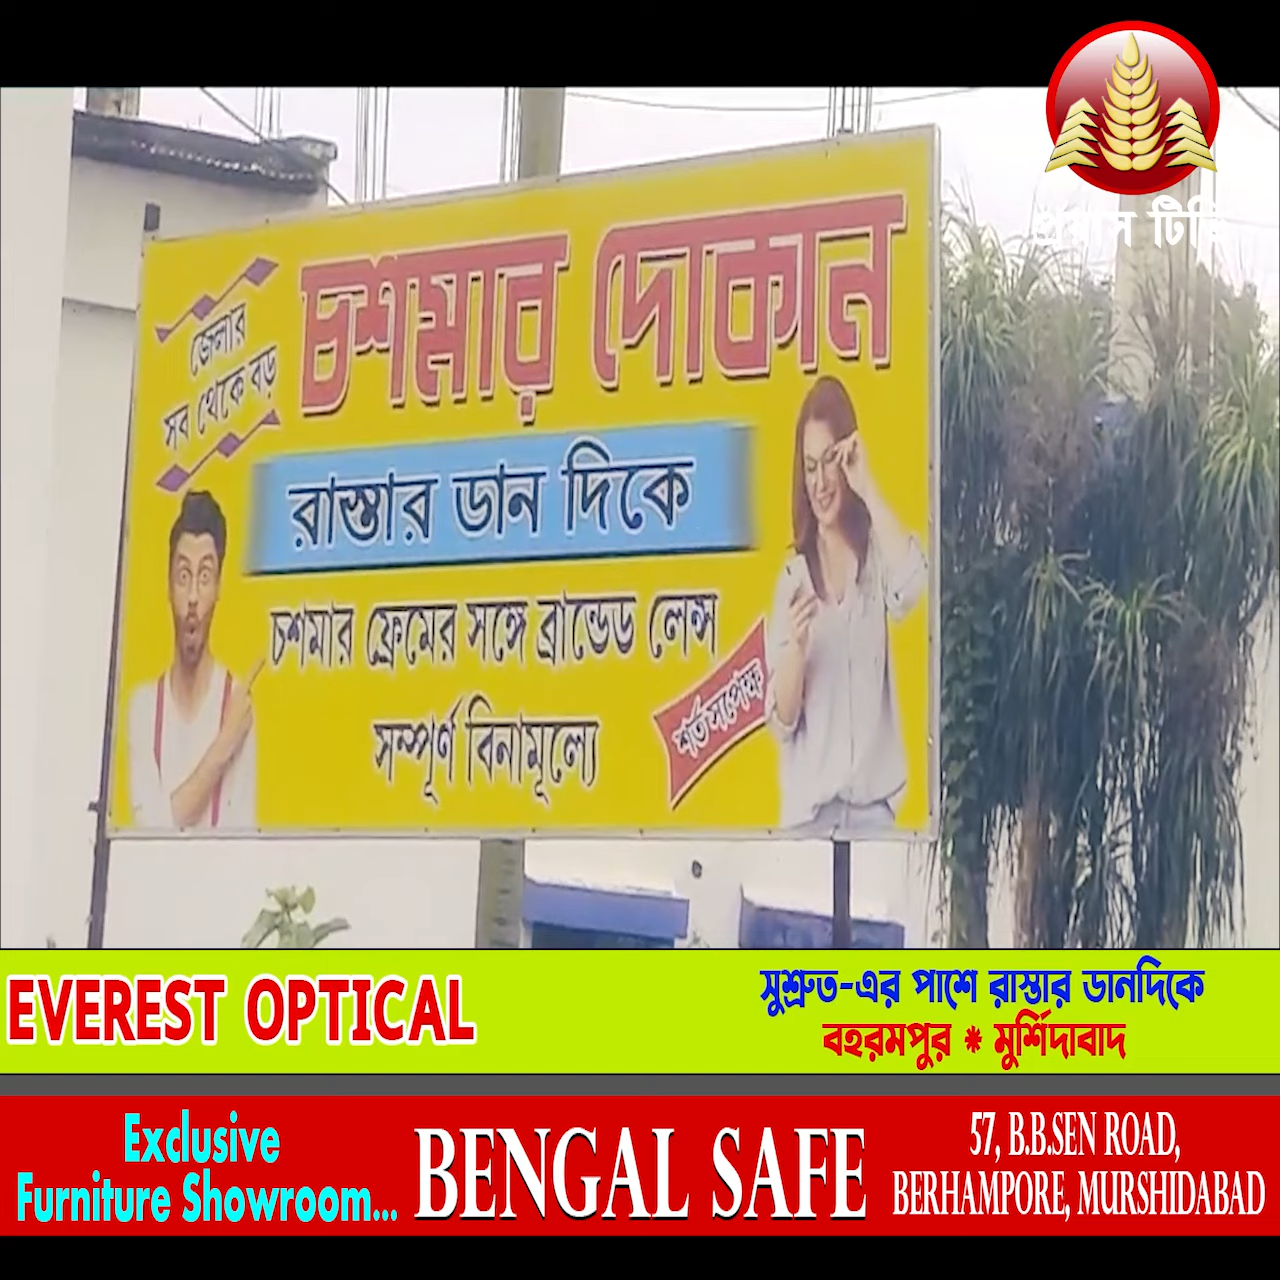 টিভি
জেলার
সব থেকে বড়
চশমার দোকান
রাস্তার ডান দিকে
চশমার ফ্রেমের সঙ্গে ব্রান্ডেড লেন্স
সম্পূর্ণ বিনামূল্যে
শর্তসপেক্ষ
EVEREST OPTICAL
সুশ্রুত-এর পাশে রাস্তার ডানদিকে
বহরমপুর * মুর্শিদাবাদ
Exclusive
Furniture Showroom...
BENGAL SAFE
57, B.B.SEN ROAD,
BERHAMPORE, MURSHIDABAD